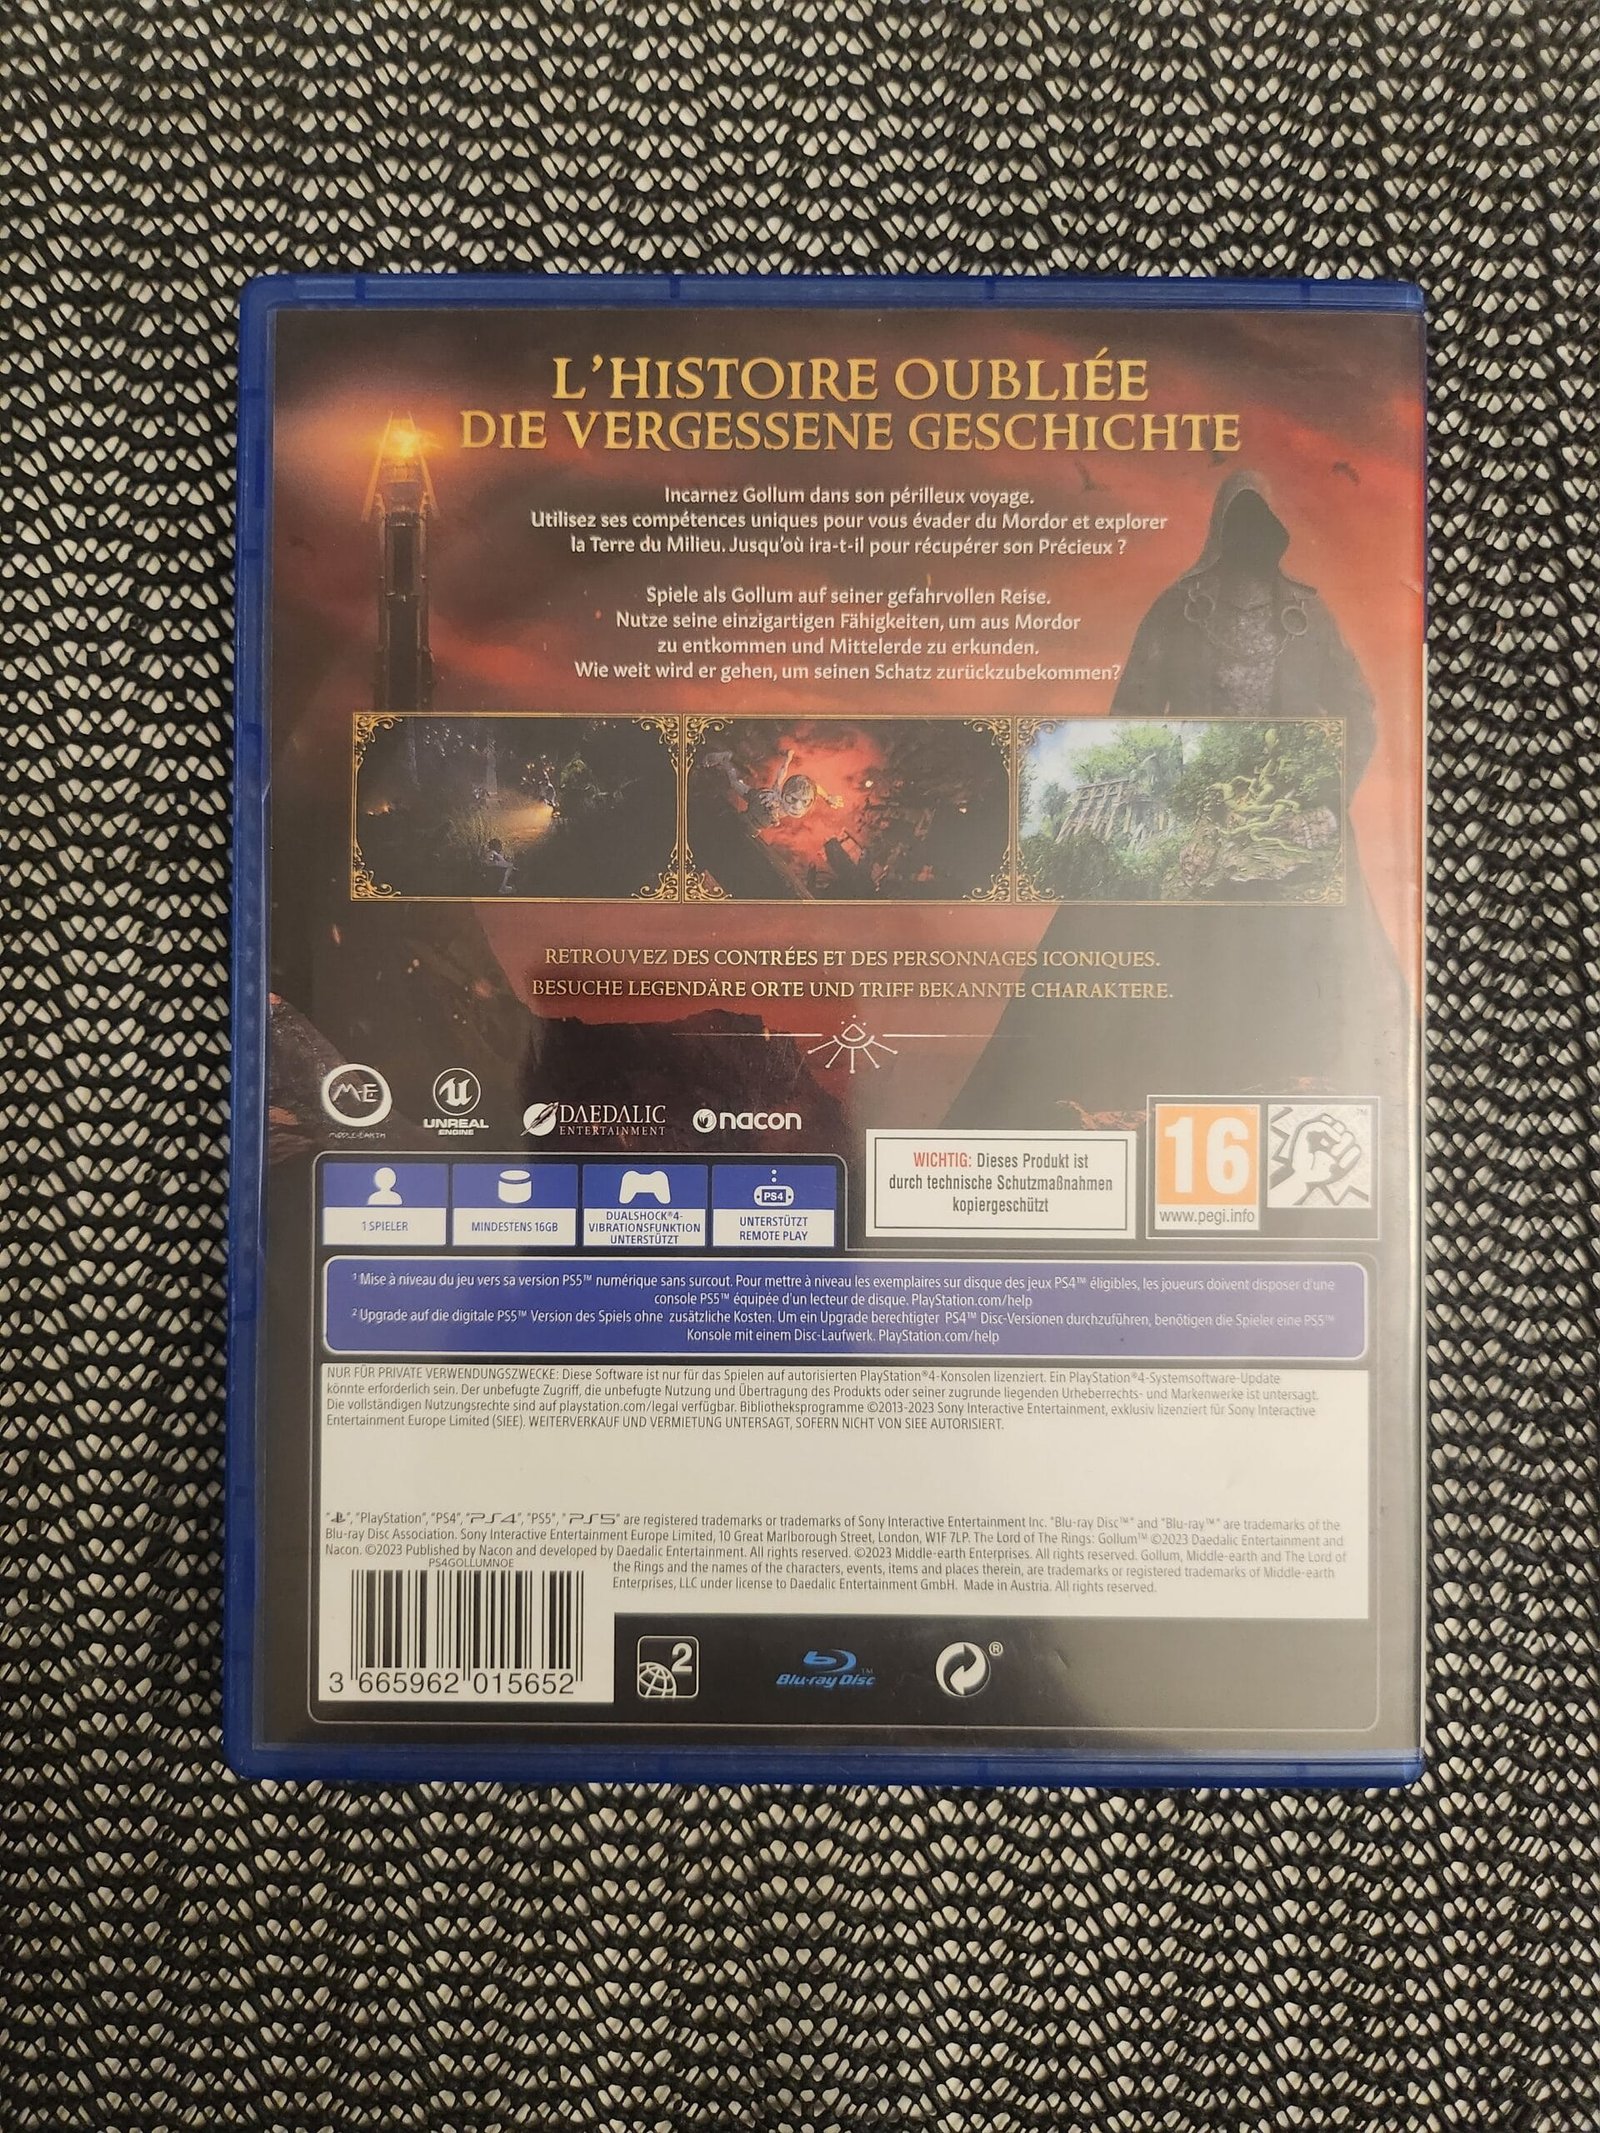 L'HISTOIRE OUBLIÉE
DIE VERGESSENE GESCHICHTE
Incarnez Gollum dans son périlleux voyage.
Utilisez ses compétences uniques pour vous évader du Mordor et explorer
la Terre du Milieu. Jusqu'où ira-t-il pour récupérer son Précieux ?
Spiele als Gollum auf seiner gefahrvollen Reise.
Nutze seine einzigartigen Fähigkeiten, um aus Mordor
zu entkommen und Mittelerde zu erkunden.
Wie weit wird er gehen, um seinen Schatz zurückzubekommen?
RETROUVEZ DES CONTRÉES ET DES PERSONNAGES ICONIQUES.
BESUCHE LEGENDÄRE ORTE UND TRIFF BEKANNTE CHARAKTERE.
M-E
MIDDLE-EARTH
UNREAL
ENGINE
DAEDALIC
ENTERTAINMENT
nacon
WICHTIG: Dieses Produkt ist
durch technische Schutzmaßnahmen
kopiergeschützt
16
www.pegi.info
™
1 SPIELER
MINDESTENS 16GB
DUALSHOCK®4-
VIBRATIONSFUNKTION
UNTERSTÜTZT
PS4
UNTERSTÜTZT
REMOTE PLAY
¹ Mise à niveau du jeu vers sa version PS5™ numérique sans surcout. Pour mettre à niveau les exemplaires sur disque des jeux PS4™ éligibles, les joueurs doivent disposer d'une
console PS5™ équipée d'un lecteur de disque. PlayStation.com/help
² Upgrade auf die digitale PS5™ Version des Spiels ohne zusätzliche Kosten. Um ein Upgrade berechtigter PS4™ Disc-Versionen durchzuführen, benötigen die Spieler eine PS5™
Konsole mit einem Disc-Laufwerk. PlayStation.com/help
NUR FÜR PRIVATE VERWENDUNGSZWECKE: Diese Software ist nur für das Spielen auf autorisierten PlayStation®4-Konsolen lizenziert. Ein PlayStation®4-Systemsoftware-Update
könnte erforderlich sein. Der unbefugte Zugriff, die unbefugte Nutzung und Übertragung des Produkts oder seiner zugrunde liegenden Urheberrechts- und Markenwerke ist untersagt.
Die vollständigen Nutzungsrechte sind auf playstation.com/legal verfügbar. Bibliotheksprogramme ©2013-2023 Sony Interactive Entertainment, exklusiv lizenziert für Sony Interactive
Entertainment Europe Limited (SIEE). WEITERVERKAUF UND VERMIETUNG UNTERSAGT, SOFERN NICHT VON SIEE AUTORISIERT.
"PS", "PlayStation", "PS4", "PS4", "PS5", "PS5" are registered trademarks or trademarks of Sony Interactive Entertainment Inc. "Blu-ray Disc™" and "Blu-ray™" are trademarks of the
Blu-ray Disc Association. Sony Interactive Entertainment Europe Limited, 10 Great Marlborough Street, London, W1F 7LP. The Lord of The Rings: Gollum™ ©2023 Daedalic Entertainment and
Nacon. ©2023 Published by Nacon and developed by Daedalic Entertainment. All rights reserved. ©2023 Middle-earth Enterprises. All rights reserved. Gollum, Middle-earth and The Lord of
the Rings and the names of the characters, events, items and places therein, are trademarks or registered trademarks of Middle-earth
Enterprises, LLC under license to Daedalic Entertainment GmbH. Made in Austria. All rights reserved.
PS4GOLLUMNOE
3 665962 015652
2
Blu-ray Disc™
®